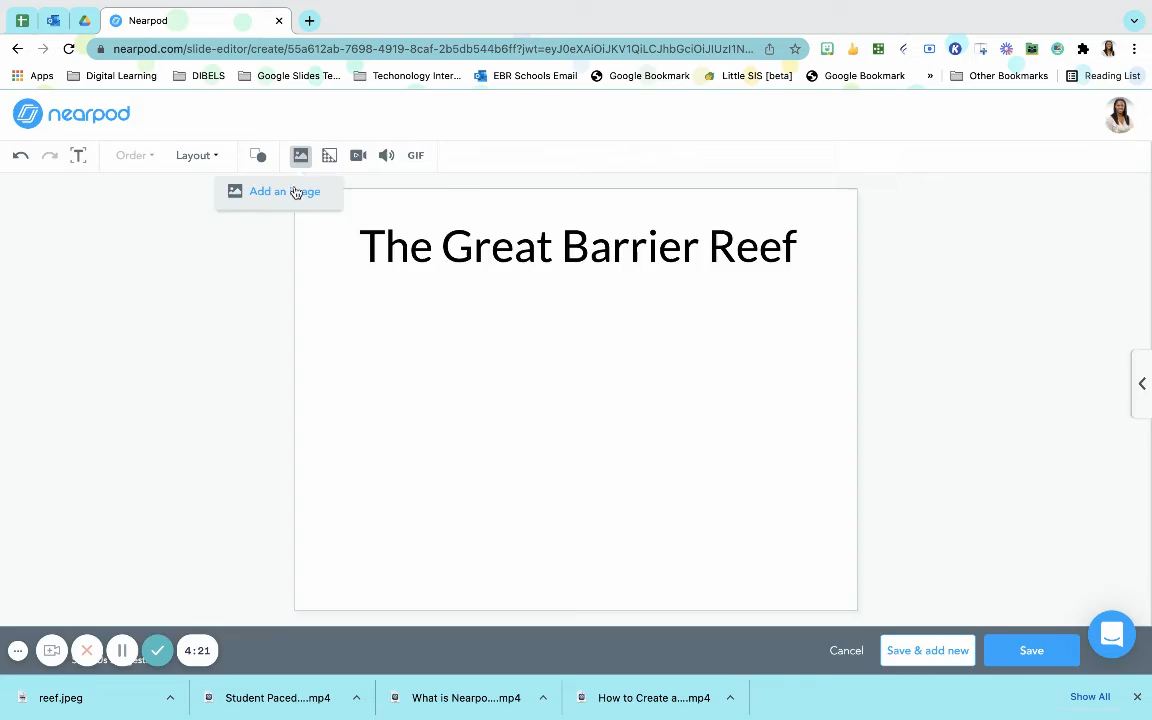 Nearpod
nearpod.com/slide-editor/create/55a612ab-7698-4919-8caf-2b5db544b6ff?jwt=eyJ0eXAiOiJKV1QiLCJhbGciOiJIUzI1N...
Apps
Digital Learning
DIBELS
Google Slides Te...
Techonology Inter...
EBR Schools Email
Google Bookmark
Little SIS [beta]
Google Bookmark
»
Other Bookmarks
Reading List
nearpod
T
Order
Layout
GIF
Add an image
The Great Barrier Reef
4:21
Cancel
Save & add new
Save
reef.jpeg
Student Paced....mp4
What is Nearpo....mp4
How to Create a....mp4
Show All